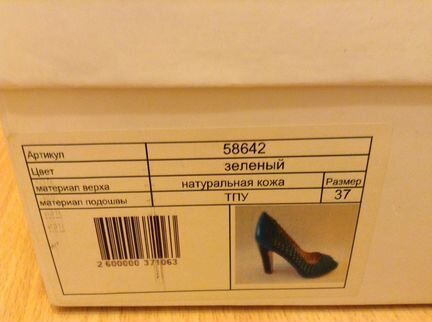 Артикул 58642
Цвет зеленый
материал верха натуральная кожа Размер
материал подошвы ТПУ 37
2 600000 371063